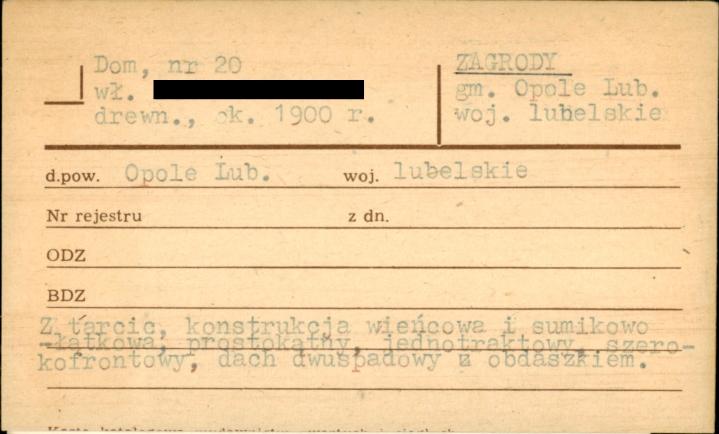 Dom, nr 20
wł.
drewn., ok. 1900 r.
ZAGRODY
gm. Opole Lub.
woj. lubelskie
d.pow. Opole Lub. woj. lubelskie
Nr rejestru z dn.
ODZ
BDZ
Z tarcic, konstrukcja wieńcowa i sumikowo
-łątkowa, prostokątny, jednotraktowy, szero-
kofrontowy, dach dwuspadowy z obdaszkiem.